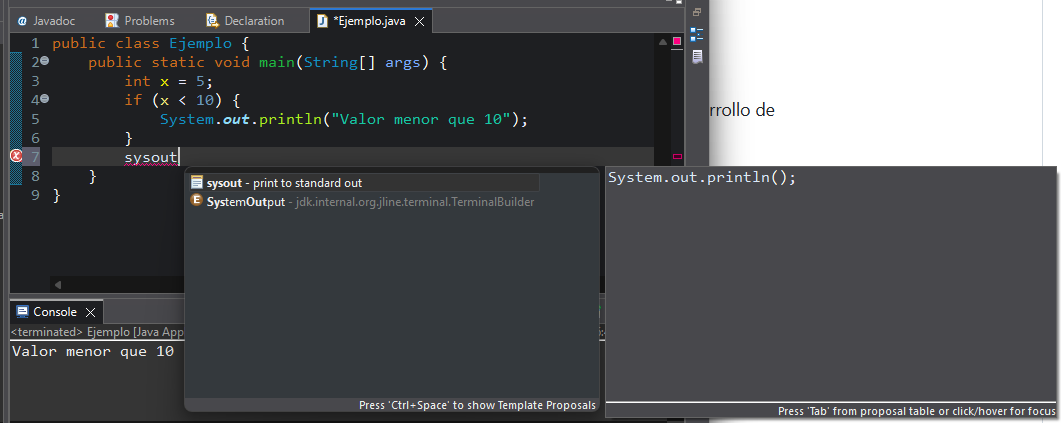 Javadoc Problems Declaration *Ejemplo.java
1 public class Ejemplo {
2 public static void main(String[] args) {
3 int x = 5;
4 if (x < 10) {
5 System.out.println("Valor menor que 10");
6 }
7 sysout
8 }
9 }
rrollo de
sysout - print to standard out
SystemOutput - jdk.internal.org.jline.terminal.TerminalBuilder
Press 'Ctrl+Space' to show Template Proposals
System.out.println();
Press 'Tab' from proposal table or click/hover for focus
Console
<terminated> Ejemplo [Java App
Valor menor que 10